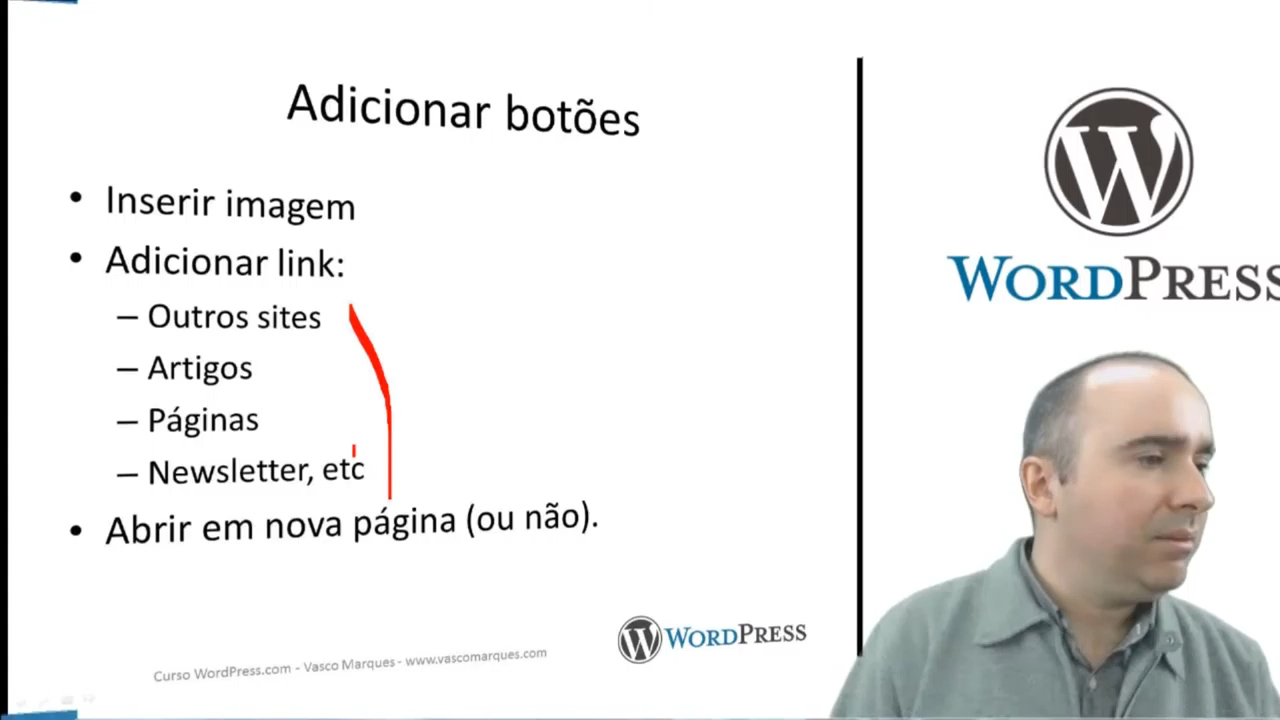 Adicionar botões
• Inserir imagem
• Adicionar link:
– Outros sites
– Artigos
– Páginas
– Newsletter, etc
• Abrir em nova página (ou não).
Curso WordPress.com - Vasco Marques - www.vascomarques.com
WORDPRESS
WORDPRESS